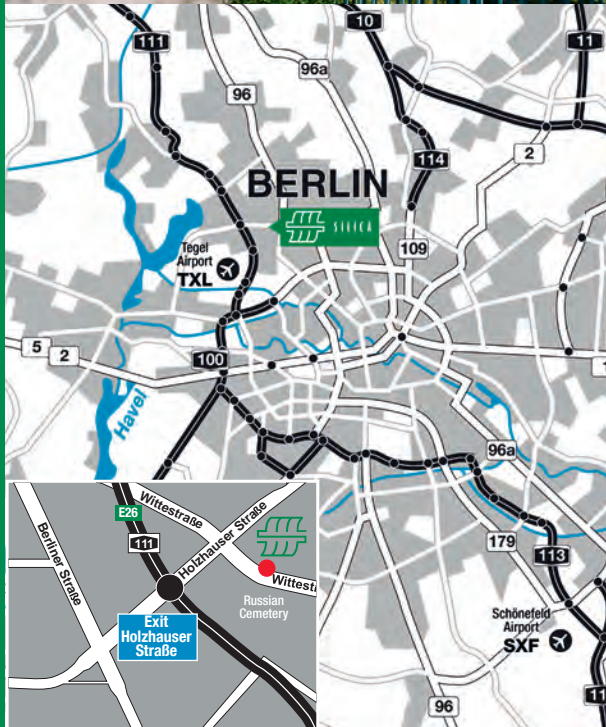 111
10
11
96a
96
114
2
BERLIN
SILICA
109
Tegel
Airport
TXL
5
2
100
Havel
96a
179
113
Schönefeld
Airport
SXF
96
E26
111
Wittestraße
Holzhauser Straße
Berliner Straße
Russian
Cemetery
Exit
Holzhauser
Straße